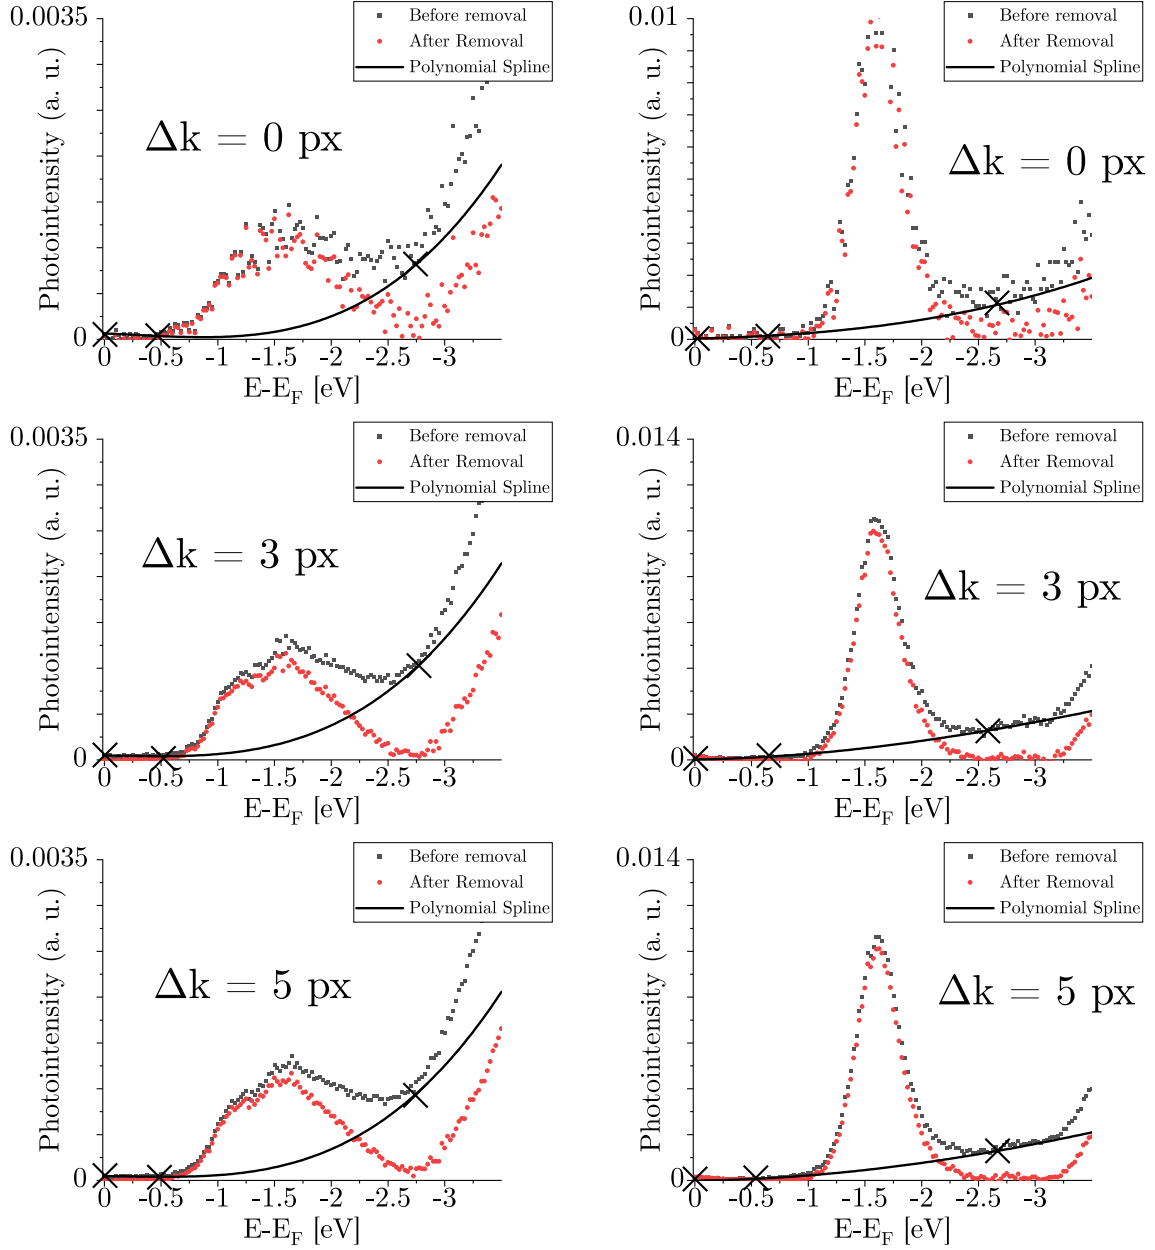 0.0035
Before removal
After Removal
Polynomial Spline
Photointensity (a. u.)
Δk = 0 px
0
0 -0.5 -1 -1.5 -2 -2.5 -3
E-E_F [eV]
0.01
Before removal
After Removal
Polynomial Spline
Photointensity (a. u.)
Δk = 0 px
0
0 -0.5 -1 -1.5 -2 -2.5 -3
E-E_F [eV]
0.0035
Before removal
After Removal
Polynomial Spline
Photointensity (a. u.)
Δk = 3 px
0
0 -0.5 -1 -1.5 -2 -2.5 -3
E-E_F [eV]
0.014
Before removal
After Removal
Polynomial Spline
Photointensity (a. u.)
Δk = 3 px
0
0 -0.5 -1 -1.5 -2 -2.5 -3
E-E_F [eV]
0.0035
Before removal
After Removal
Polynomial Spline
Photointensity (a. u.)
Δk = 5 px
0
0 -0.5 -1 -1.5 -2 -2.5 -3
E-E_F [eV]
0.014
Before removal
After Removal
Polynomial Spline
Photointensity (a. u.)
Δk = 5 px
0
0 -0.5 -1 -1.5 -2 -2.5 -3
E-E_F [eV]